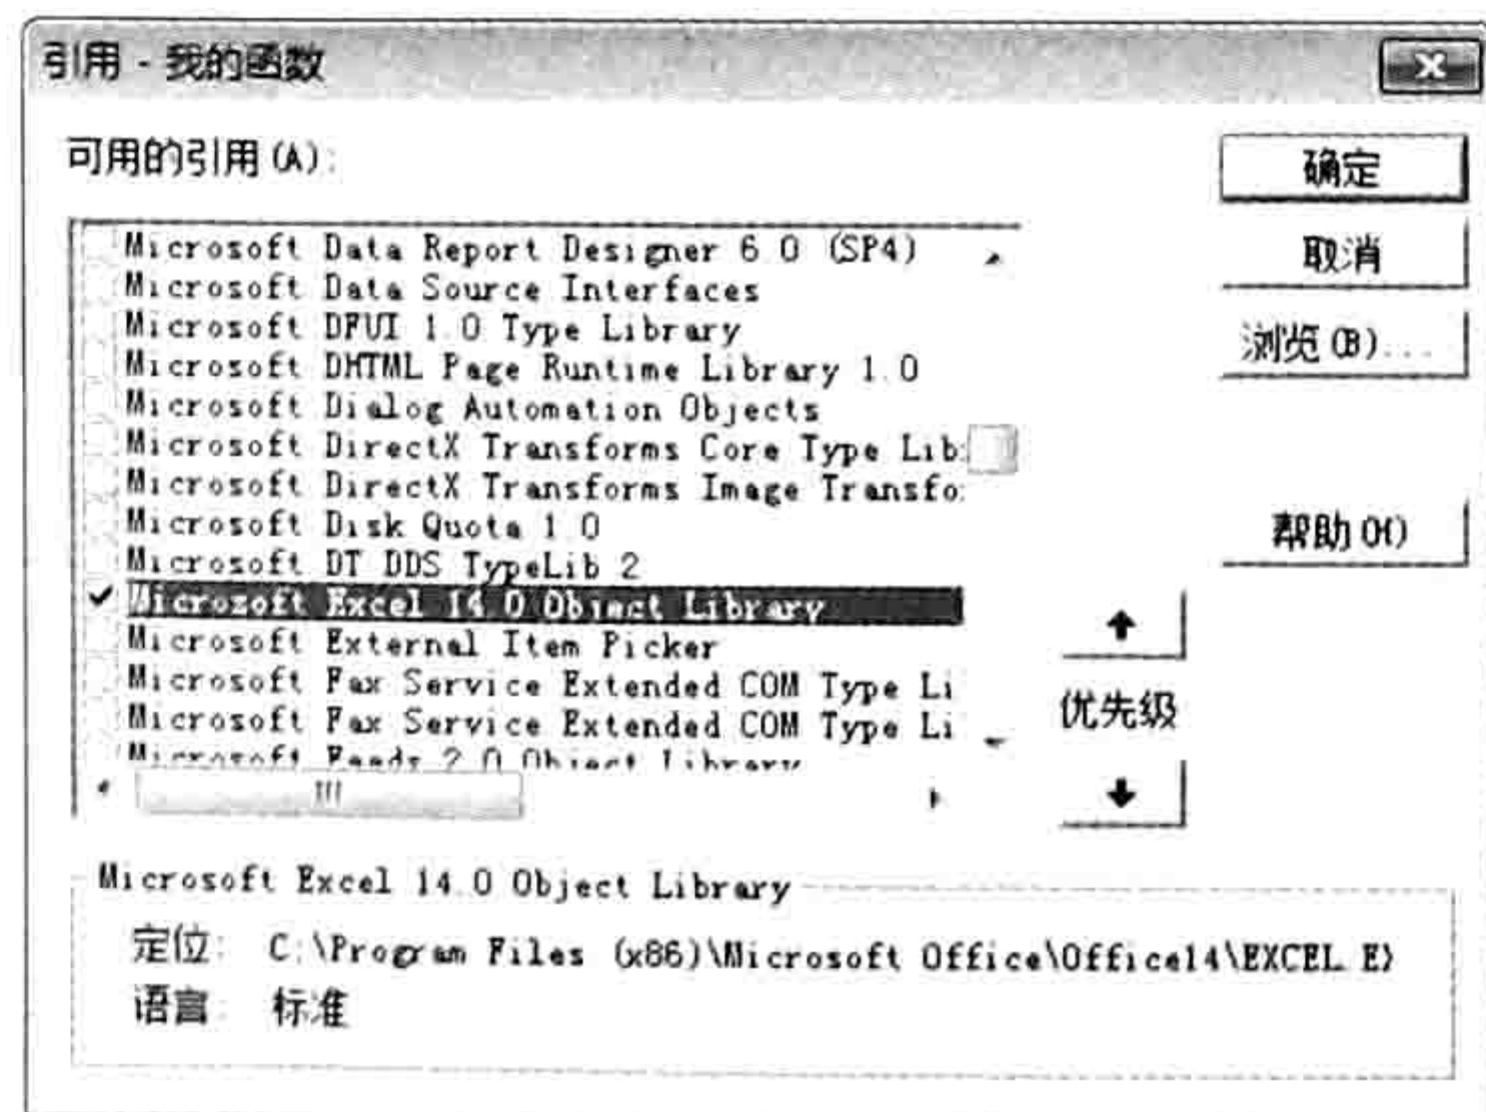 引用 - 我的函数
可用的引用(A):
确定
取消
浏览(B)...
帮助(H)
Microsoft Data Report Designer 6.0 (SP4)
Microsoft Data Source Interfaces
Microsoft DFUI 1.0 Type Library
Microsoft DHTML Page Runtime Library 1.0
Microsoft Dialog Automation Objects
Microsoft DirectX Transforms Core Type Lib
Microsoft DirectX Transforms Image Transfo
Microsoft Disk Quota 1.0
Microsoft DT DDS TypeLib 2
Microsoft Excel 14.0 Object Library
Microsoft External Item Picker
Microsoft Fax Service Extended COM Type Li
Microsoft Fax Service Extended COM Type Li
Microsoft Feeds 2.0 Object Library
优先级
Microsoft Excel 14.0 Object Library
定位: C:\Program Files (x86)\Microsoft Office\Office14\EXCEL.E
语言: 标准